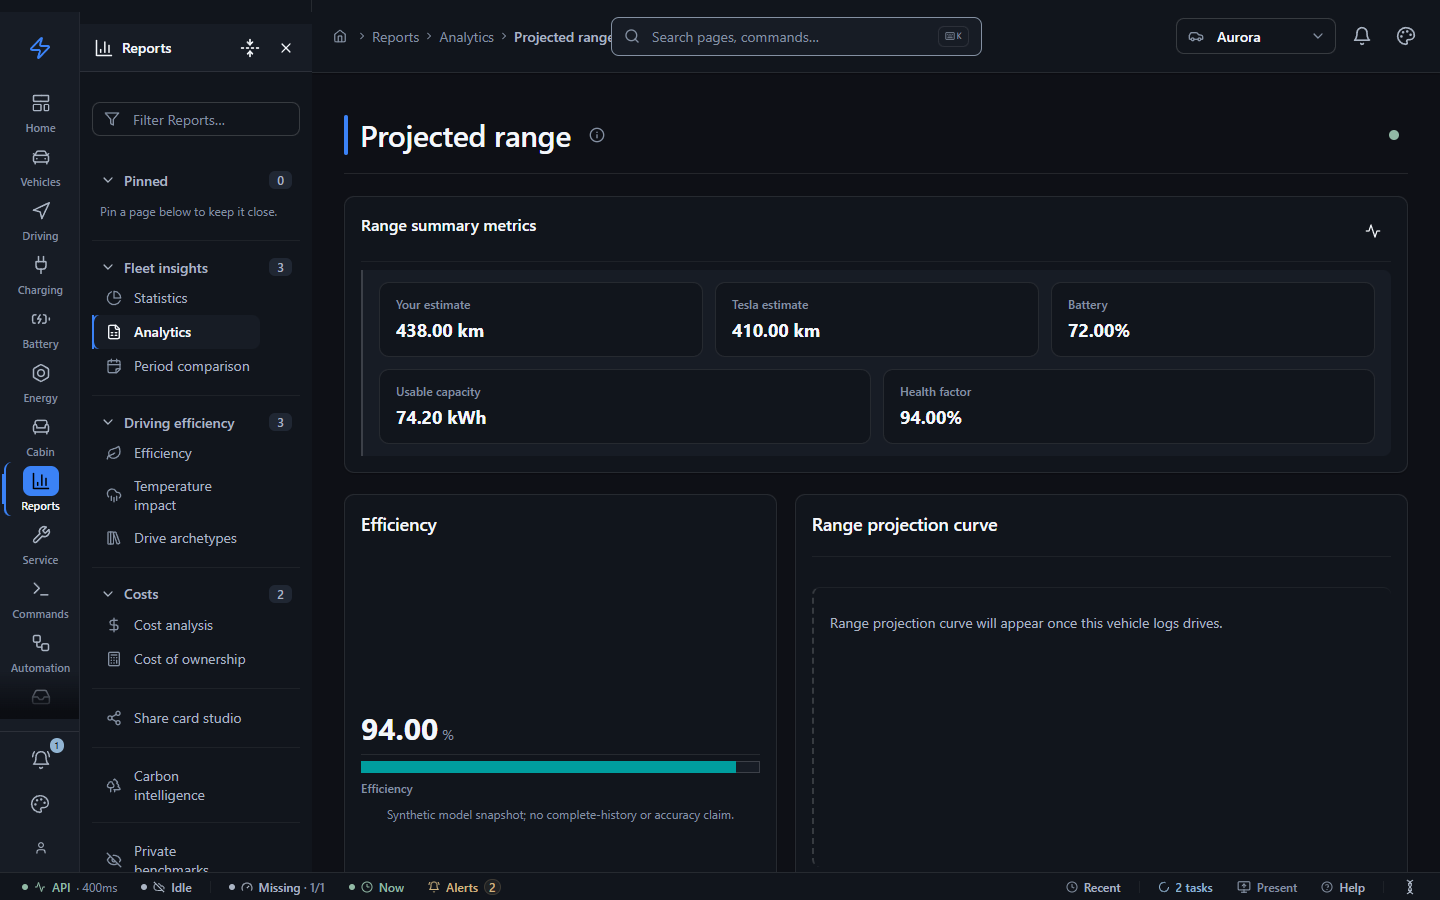 Reports
Reports
Analytics
Projected range
Search pages, commands...
K
Aurora
Home
Vehicles
Driving
Charging
Battery
Energy
Cabin
Reports
Service
Commands
Automation
1
Filter Reports...
Pinned
0
Pin a page below to keep it close.
Fleet insights
3
Statistics
Analytics
Period comparison
Driving efficiency
3
Efficiency
Temperature
impact
Drive archetypes
Costs
2
Cost analysis
Cost of ownership
Share card studio
Carbon
intelligence
Private
benchmarks
Projected range
Range summary metrics
Your estimate
438.00 km
Tesla estimate
410.00 km
Battery
72.00%
Usable capacity
74.20 kWh
Health factor
94.00%
Efficiency
94.00 %
Efficiency
Synthetic model snapshot; no complete-history or accuracy claim.
Range projection curve
Range projection curve will appear once this vehicle logs drives.
API · 400ms
Idle
Missing · 1/1
Now
Alerts 2
Recent
2 tasks
Present
Help